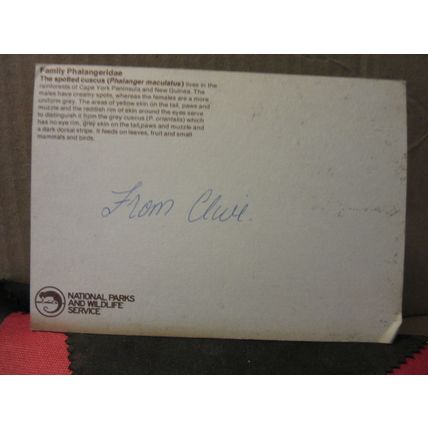 Family Phalangeridae
The spotted cuscus (Phalanger maculatus) lives in the
rainforests of Cape York Peninsula and New Guinea. The
males have creamy spots, whereas the females are a more
uniform grey. The areas of yellow skin on the tail, paws and
muzzle and the reddish rim of skin around the eyes serve
to distinguish it from the grey cuscus (P. orientalis) which
has no eye rim, grey skin on the tail,paws and muzzle and
a dark dorsal stripe. It feeds on leaves, fruit and small
mammals and birds.
From Clive.
NATIONAL PARKS
AND WILDLIFE
SERVICE